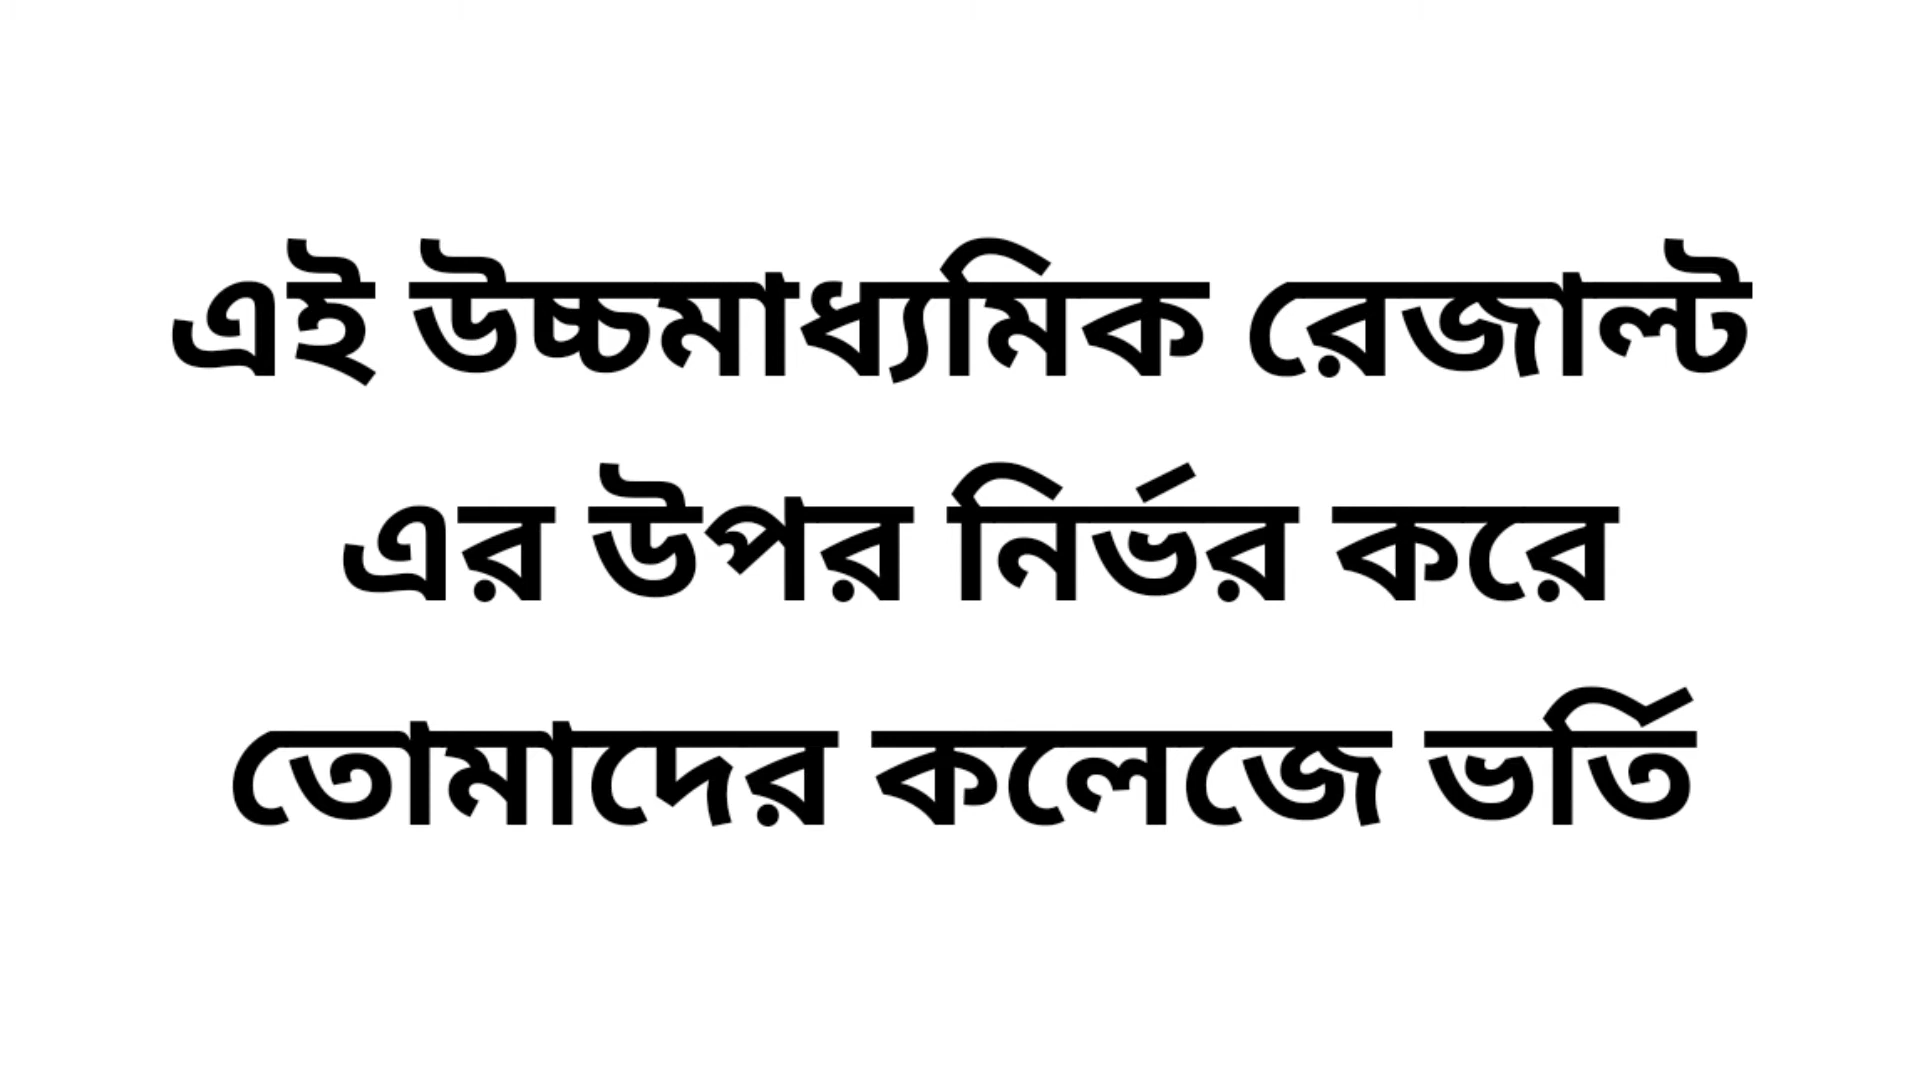 এই উচ্চমাধ্যমিক রেজাল্ট
এর উপর নির্ভর করে
তোমাদের কলেজে ভর্তি